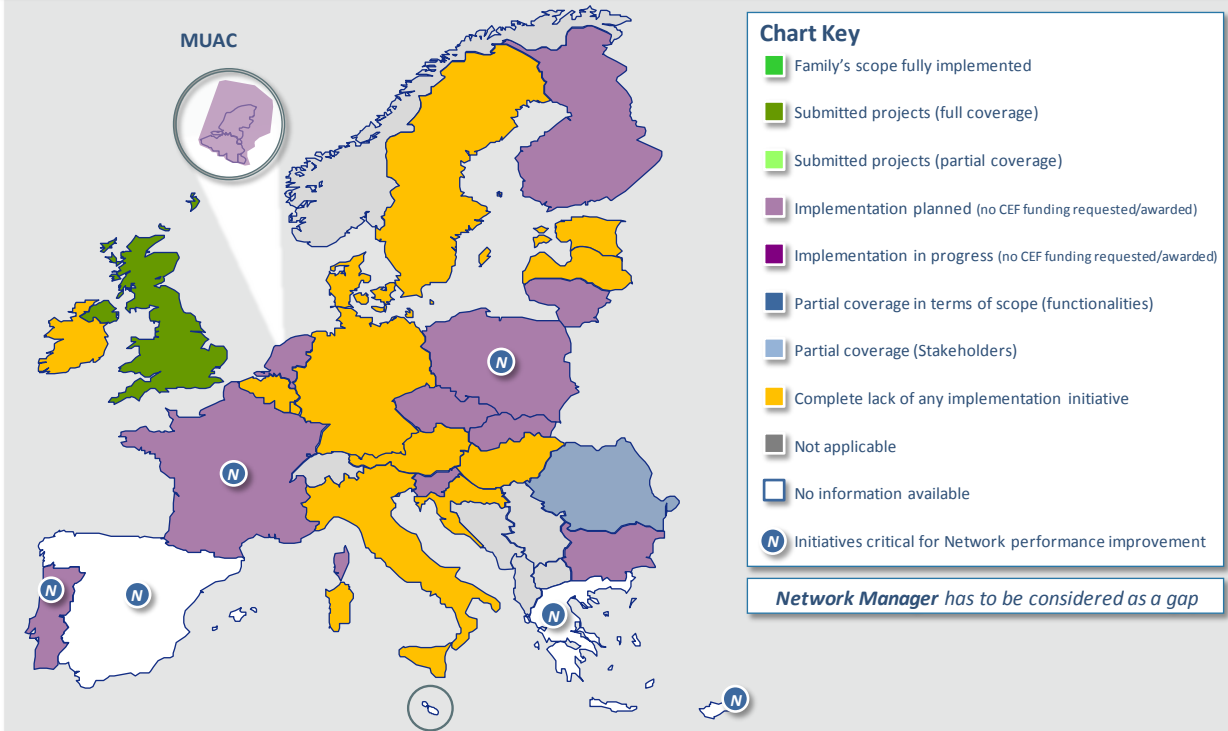 MUAC
N
N
N
N
N
N
Chart Key
Family’s scope fully implemented
Submitted projects (full coverage)
Submitted projects (partial coverage)
Implementation planned (no CEF funding requested/awarded)
Implementation in progress (no CEF funding requested/awarded)
Partial coverage in terms of scope (functionalities)
Partial coverage (Stakeholders)
Complete lack of any implementation initiative
Not applicable
No information available
N Initiatives critical for Network performance improvement
Network Manager has to be considered as a gap